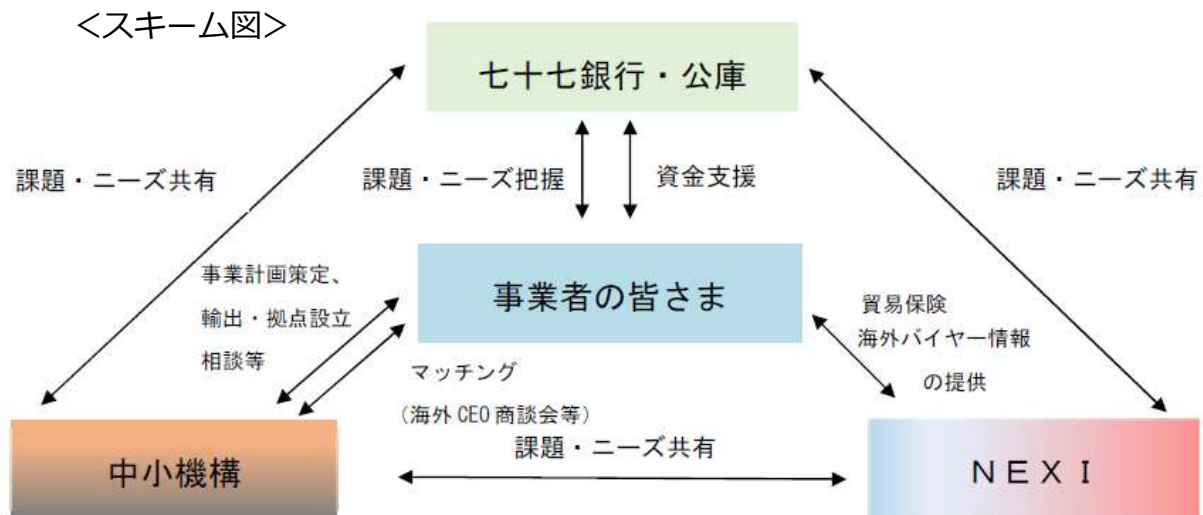 ＜スキーム図＞
七十七銀行・公庫
課題・ニーズ共有
課題・ニーズ把握
資金支援
課題・ニーズ共有
事業計画策定、
輸出・拠点設立
相談等
事業者の皆さま
貿易保険
海外バイヤー情報
の提供
マッチング
（海外 CEO 商談会等）
課題・ニーズ共有
中小機構
ＮＥＸＩ